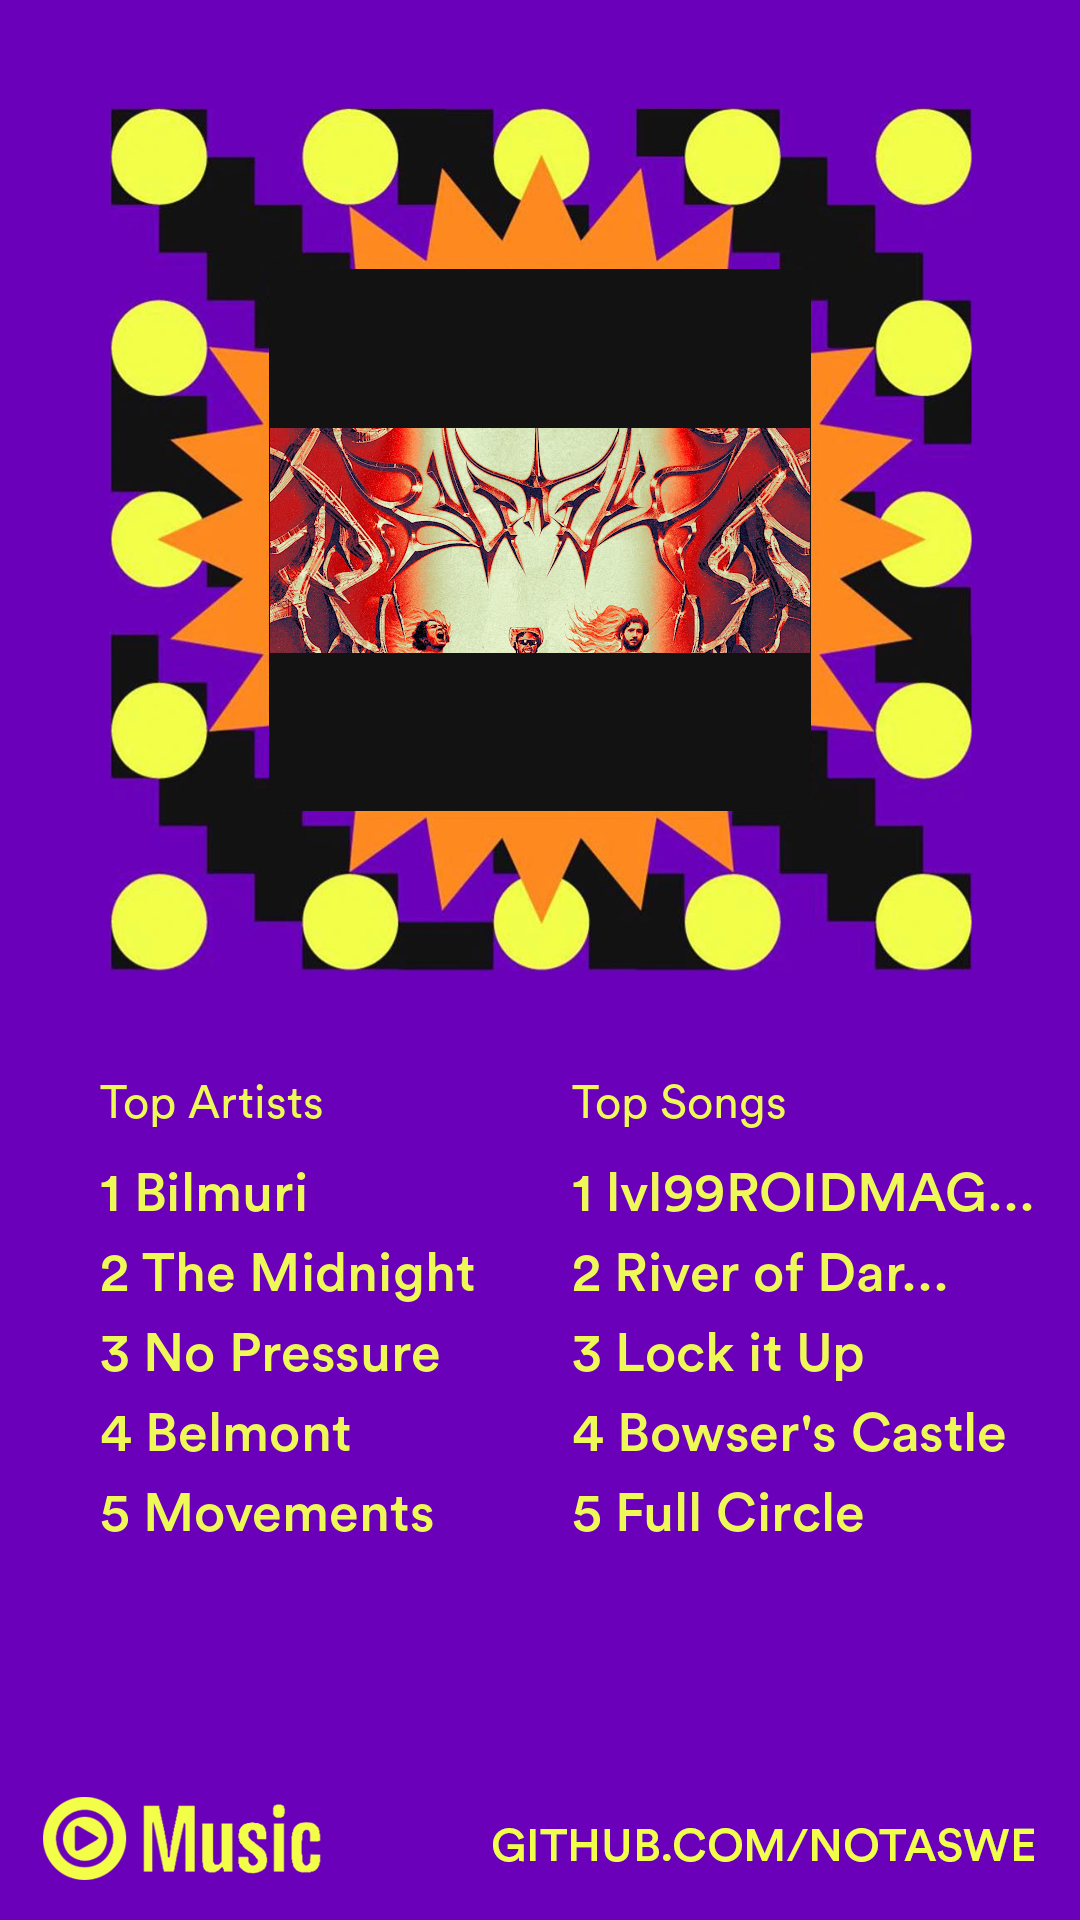 Top Artists
1 Bilmuri
2 The Midnight
3 No Pressure
4 Belmont
5 Movements
Top Songs
1 lvl99ROIDMAG...
2 River of Dar...
3 Lock it Up
4 Bowser's Castle
5 Full Circle
Music
GITHUB.COM/NOTASWE